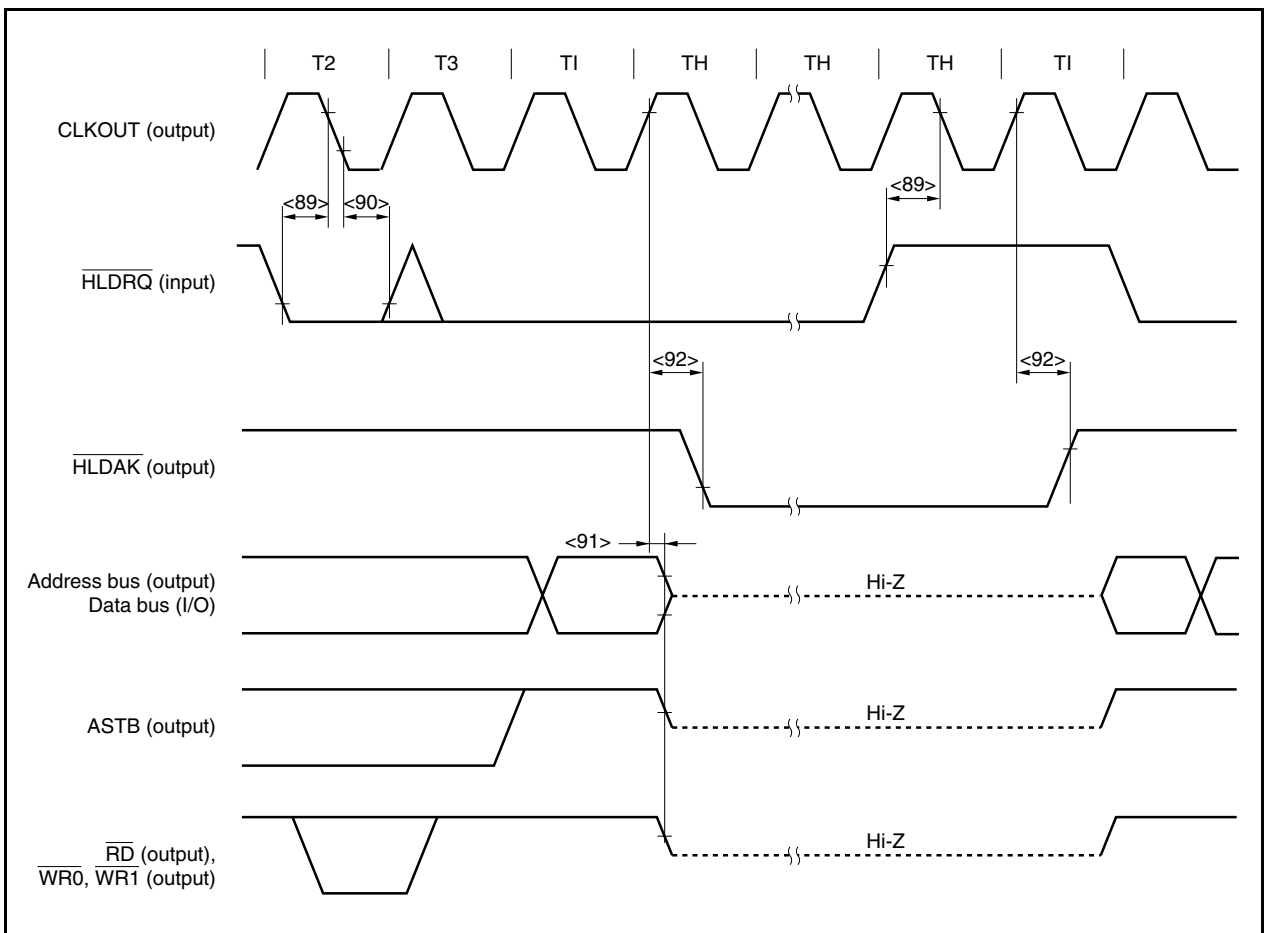 T2 T3 TI TH TH TH TI
CLKOUT (output)
<89> <90> <89>
HLDRQ (input)
<92> <92>
HLDAK (output)
<91>
Address bus (output)
Data bus (I/O)
Hi-Z
ASTB (output)
Hi-Z
RD (output),
WR0, WR1 (output)
Hi-Z